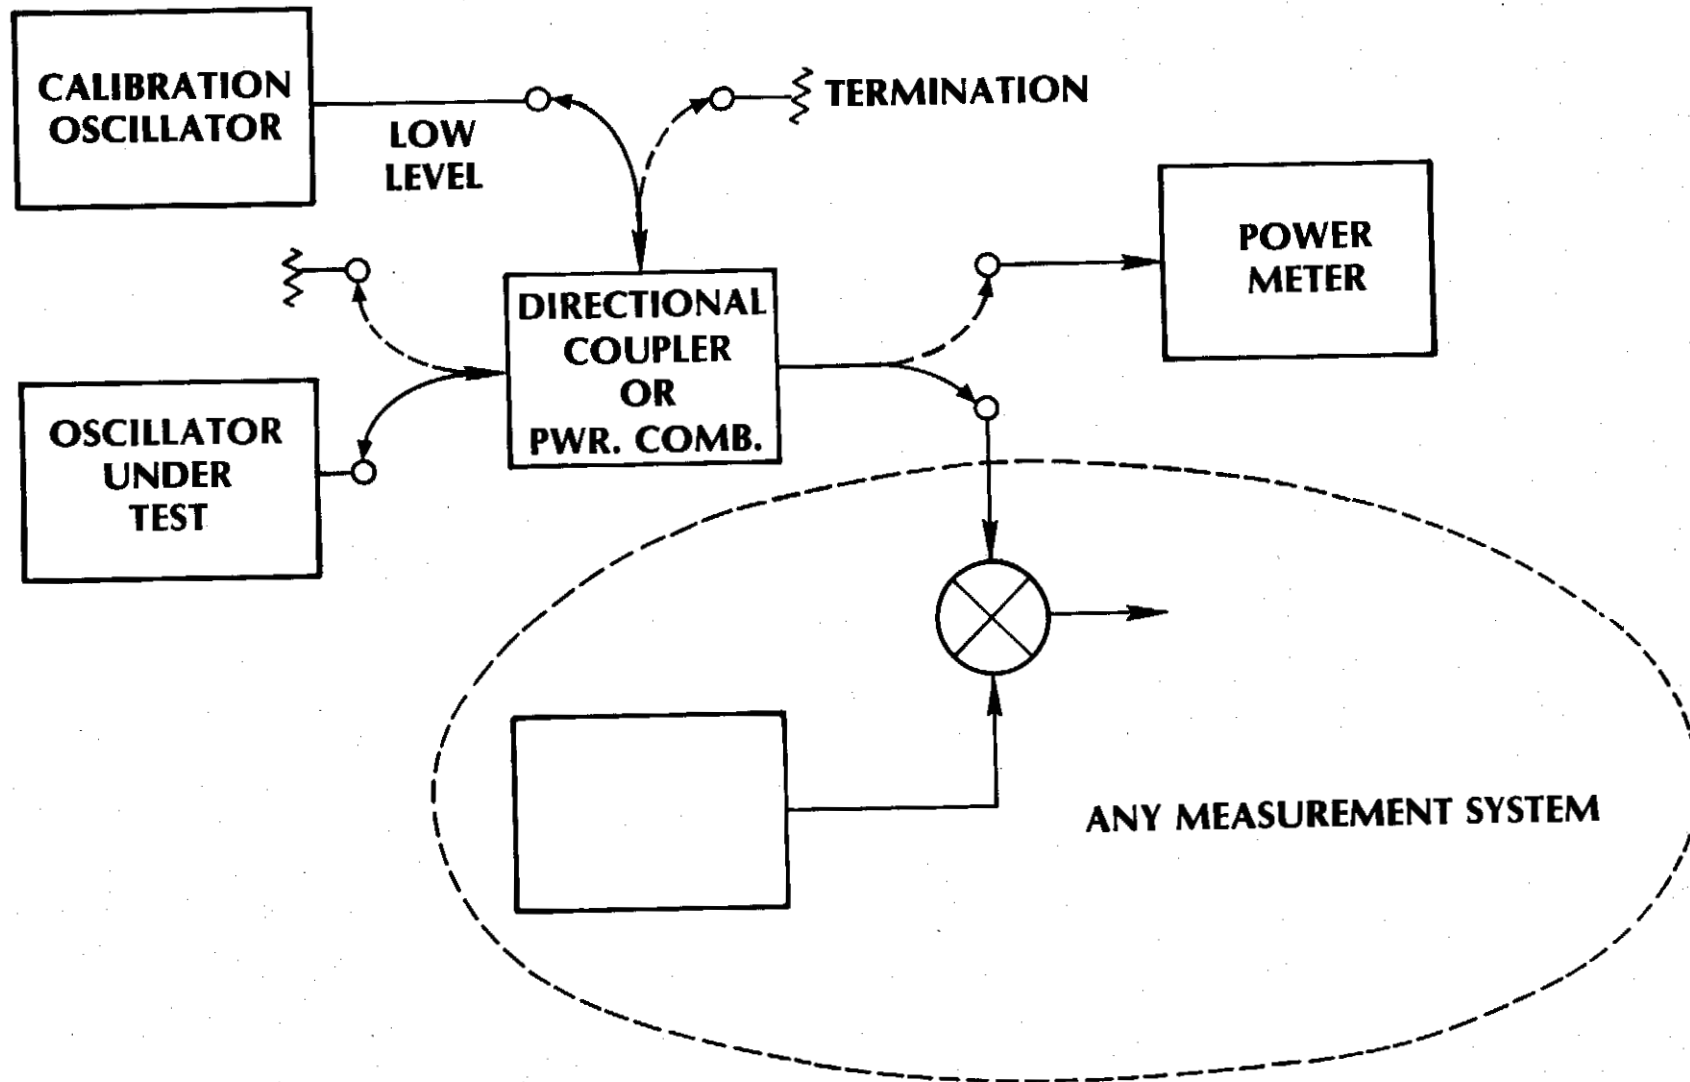 CALIBRATION
OSCILLATOR
LOW
LEVEL
TERMINATION
POWER
METER
DIRECTIONAL
COUPLER
OR
PWR. COMB.
OSCILLATOR
UNDER
TEST
ANY MEASUREMENT SYSTEM